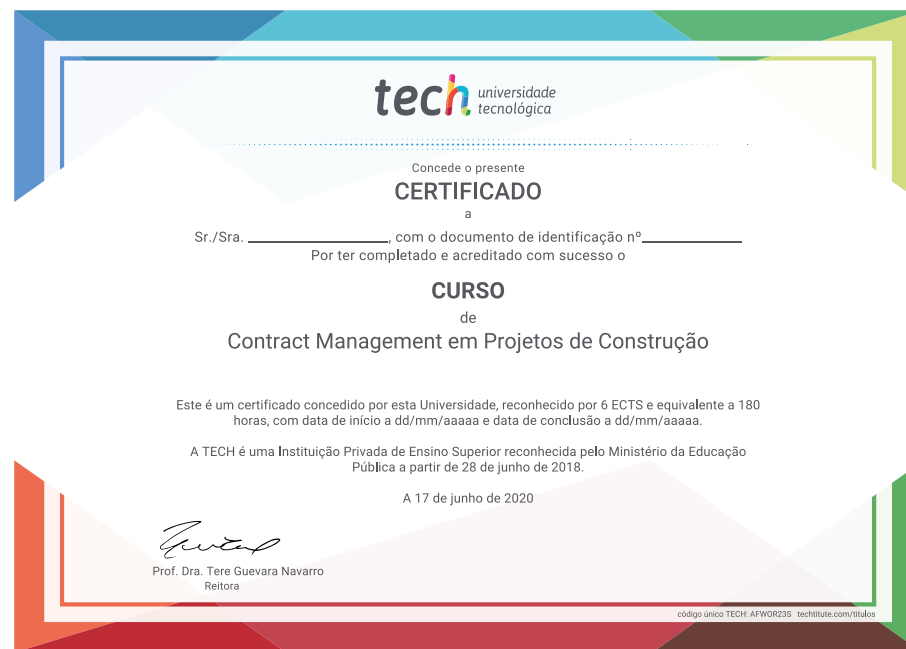 tech universidade
tecnológica
Concede o presente
CERTIFICADO
a
Sr./Sra. ________________, com o documento de identificação nº____________
Por ter completado e acreditado com sucesso o
CURSO
de
Contract Management em Projetos de Construção
Este é um certificado concedido por esta Universidade, reconhecido por 6 ECTS e equivalente a 180
horas, com data de início a dd/mm/aaaaa e data de conclusão a dd/mm/aaaaa.
A TECH é uma Instituição Privada de Ensino Superior reconhecida pelo Ministério da Educação
Pública a partir de 28 de junho de 2018.
A 17 de junho de 2020
Prof. Dra. Tere Guevara Navarro
Reitora
código único TECH: AFWOR23S techtitute.com/titulos